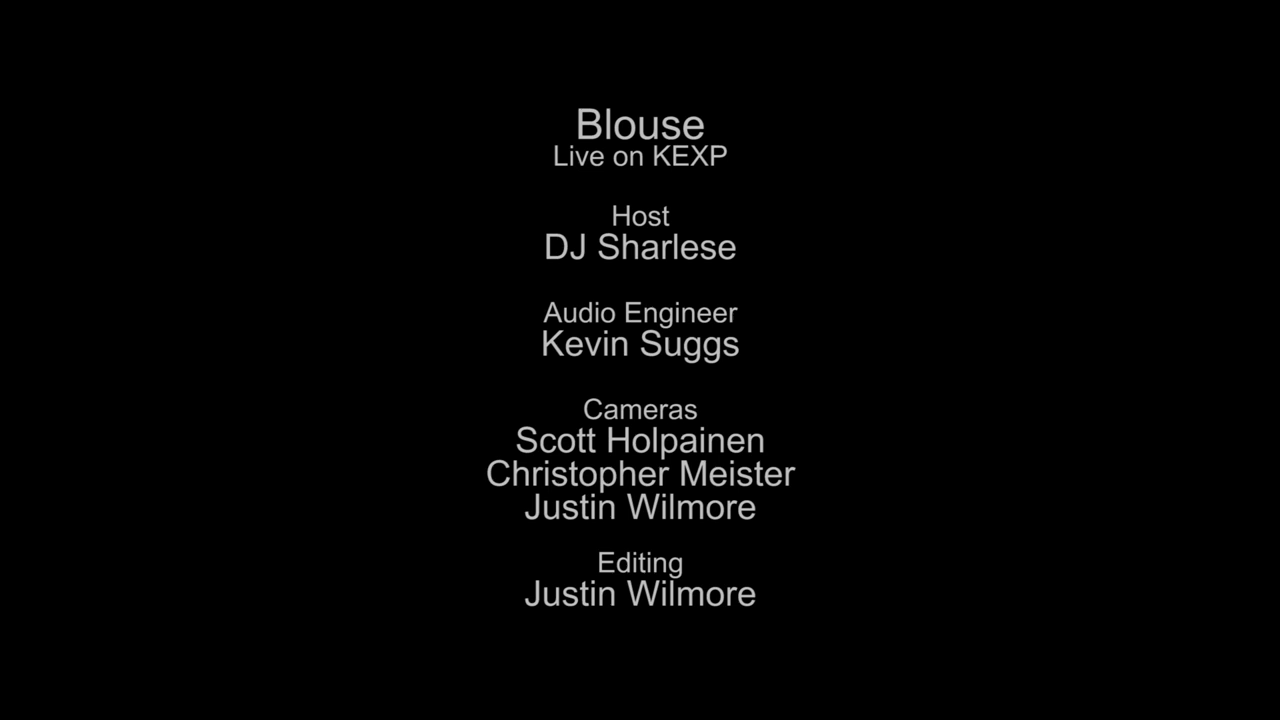 Blouse
Live on KEXP
Host
DJ Sharlese
Audio Engineer
Kevin Suggs
Cameras
Scott Holpainen
Christopher Meister
Justin Wilmore
Editing
Justin Wilmore